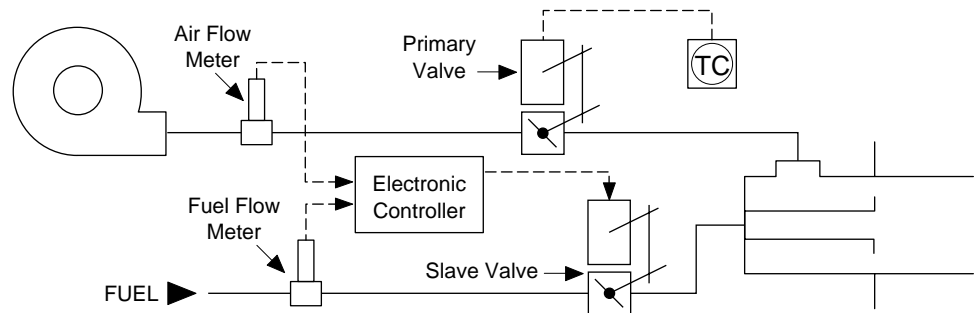 Air Flow
Meter
Primary
Valve
TC
Electronic
Controller
Fuel Flow
Meter
Slave Valve
FUEL